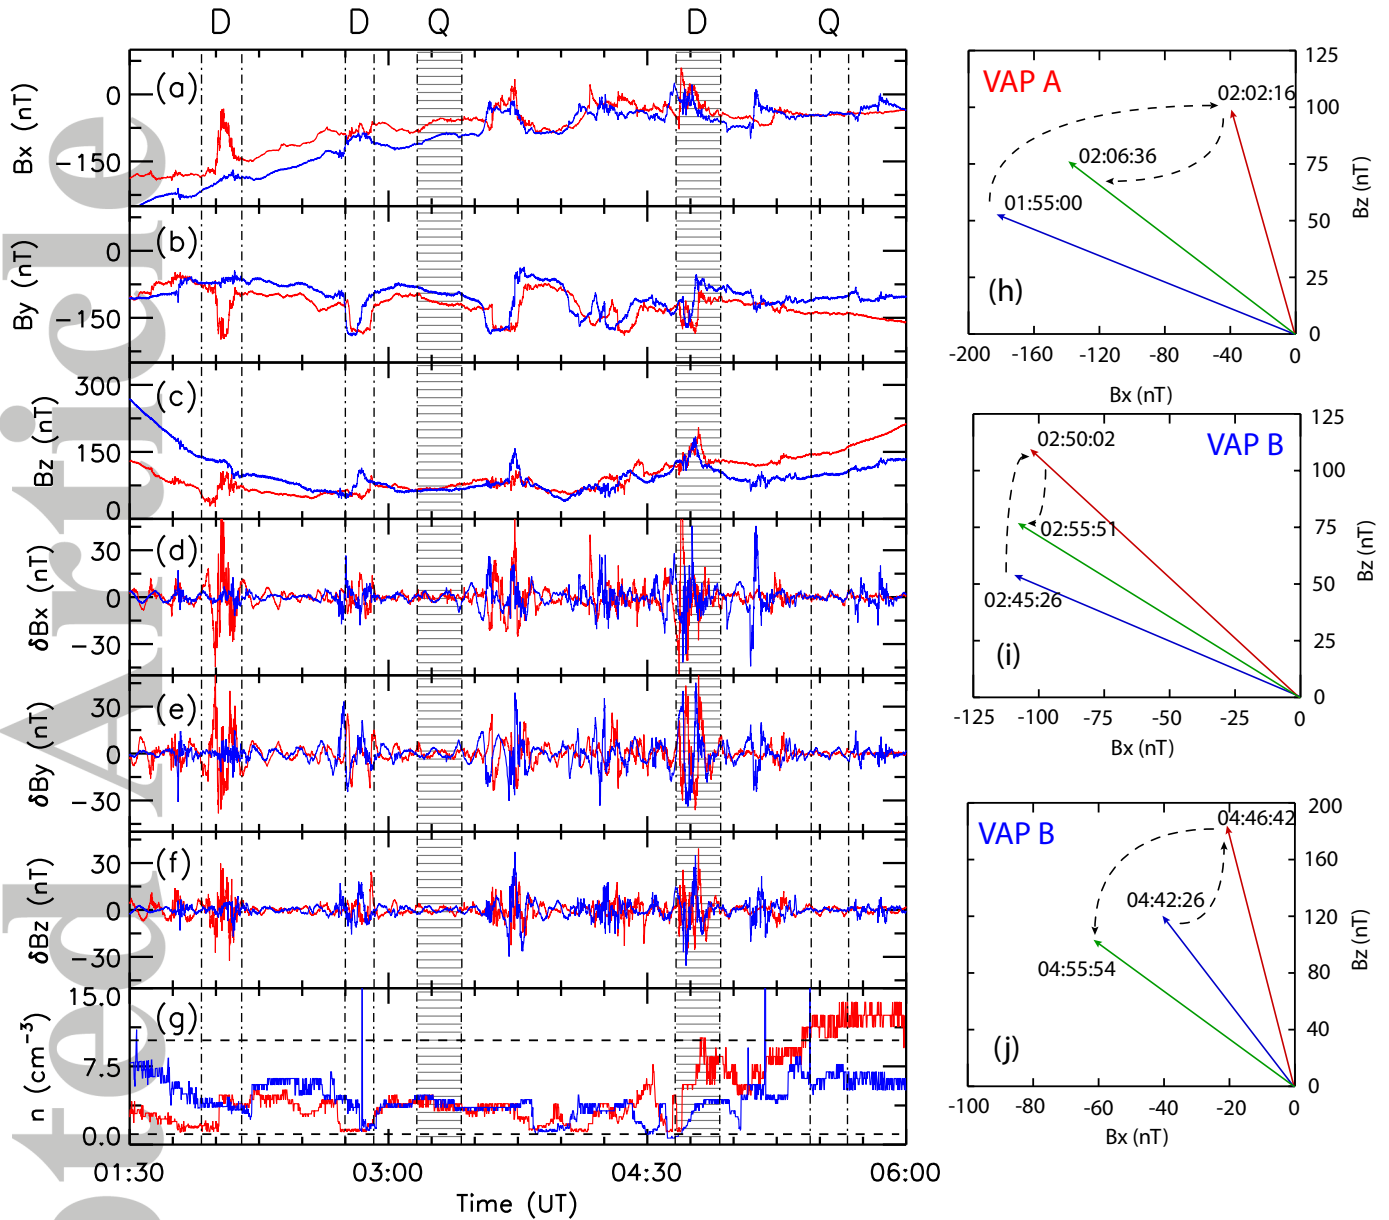 D D Q D Q
(a)
Bx (nT)
0
−150
(b)
By (nT)
0
−150
(c)
Bz (nT)
300
150
0
(d)
δBx (nT)
30
0
−30
(e)
δBy (nT)
30
0
−30
(f)
δBz (nT)
30
0
−30
(g)
n (cm⁻³)
15.0
7.5
0.0
01:30 03:00 04:30 06:00
Time (UT)
VAP A
02:02:16
02:06:36
01:55:00
(h)
125
100
75
50
25
0
Bz (nT)
-200 -160 -120 -80 -40 0
Bx (nT)
VAP B
02:50:02
02:55:51
02:45:26
(i)
125
100
75
50
25
0
Bz (nT)
-125 -100 -75 -50 -25 0
Bx (nT)
VAP B
04:46:42
04:42:26
04:55:54
(j)
200
160
120
80
40
0
Bz (nT)
-100 -80 -60 -40 -20 0
Bx (nT)
pted Article